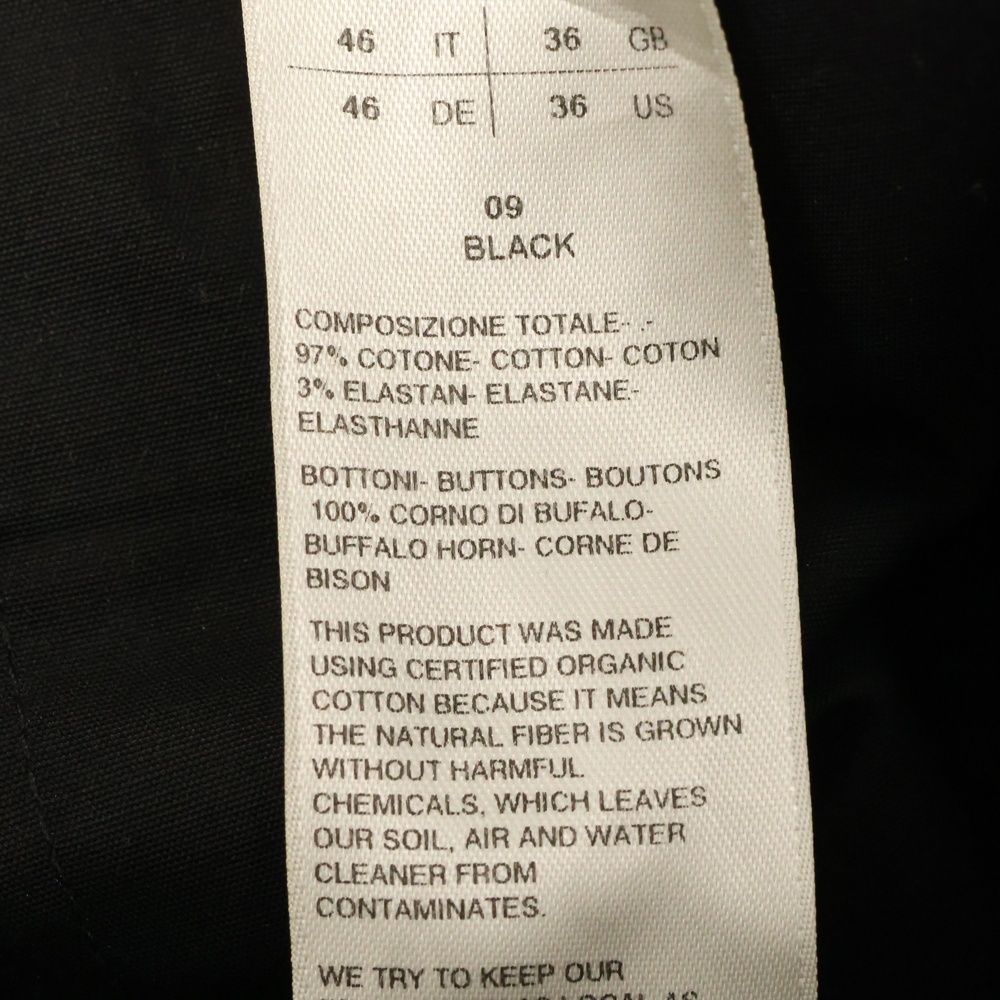 46 IT 36 GB
46 DE 36 US
09
BLACK
COMPOSIZIONE TOTALE- .-
97% COTONE- COTTON- COTON
3% ELASTAN- ELASTANE-
ELASTHANNE
BOTTONI- BUTTONS- BOUTONS
100% CORNO DI BUFALO-
BUFFALO HORN- CORNE DE
BISON
THIS PRODUCT WAS MADE
USING CERTIFIED ORGANIC
COTTON BECAUSE IT MEANS
THE NATURAL FIBER IS GROWN
WITHOUT HARMFUL
CHEMICALS, WHICH LEAVES
OUR SOIL, AIR AND WATER
CLEANER FROM
CONTAMINATES.
WE TRY TO KEEP OUR